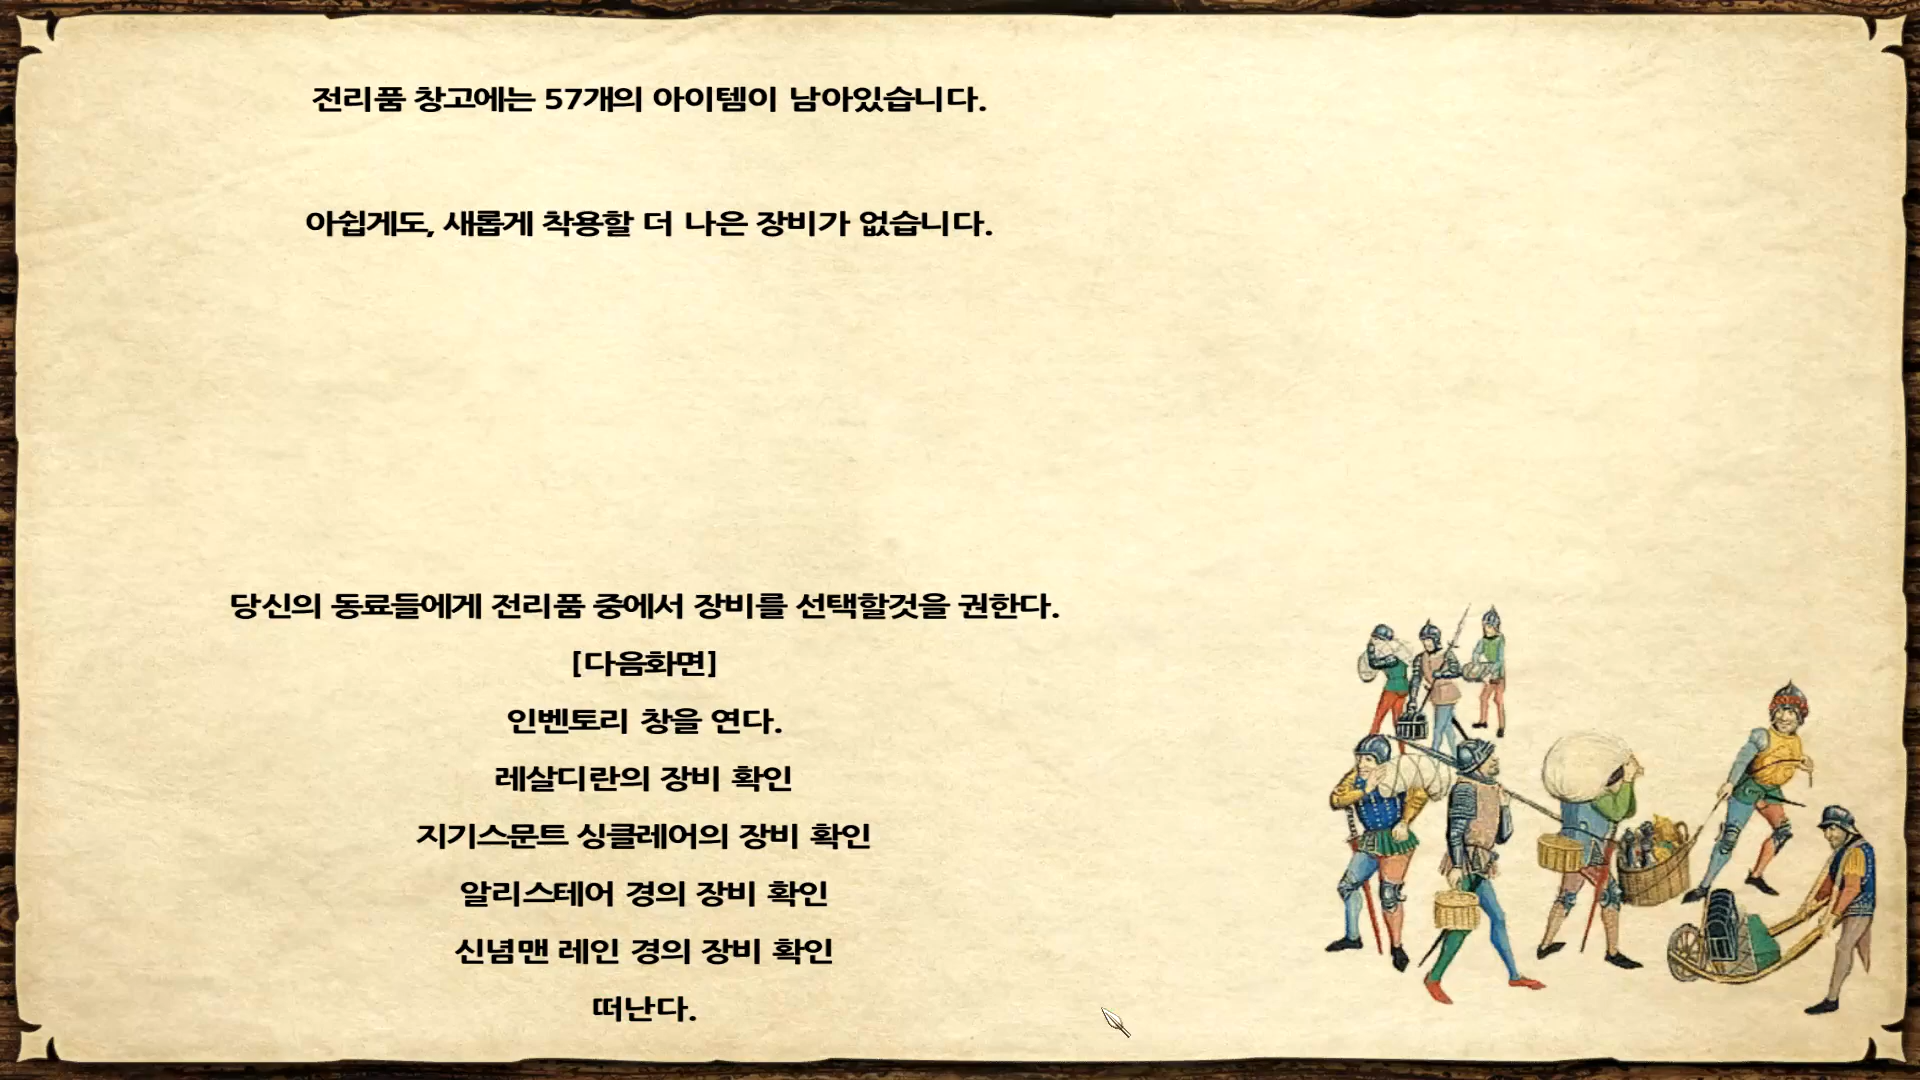 전리품 창고에는 57개의 아이템이 남아있습니다.
아쉽게도, 새롭게 착용할 더 나은 장비가 없습니다.
당신의 동료들에게 전리품 중에서 장비를 선택할것을 권한다.
[다음화면]
인벤토리 창을 연다.
레살디란의 장비 확인
지기스문트 싱클레어의 장비 확인
알리스테어 경의 장비 확인
신념맨 레인 경의 장비 확인
떠난다.